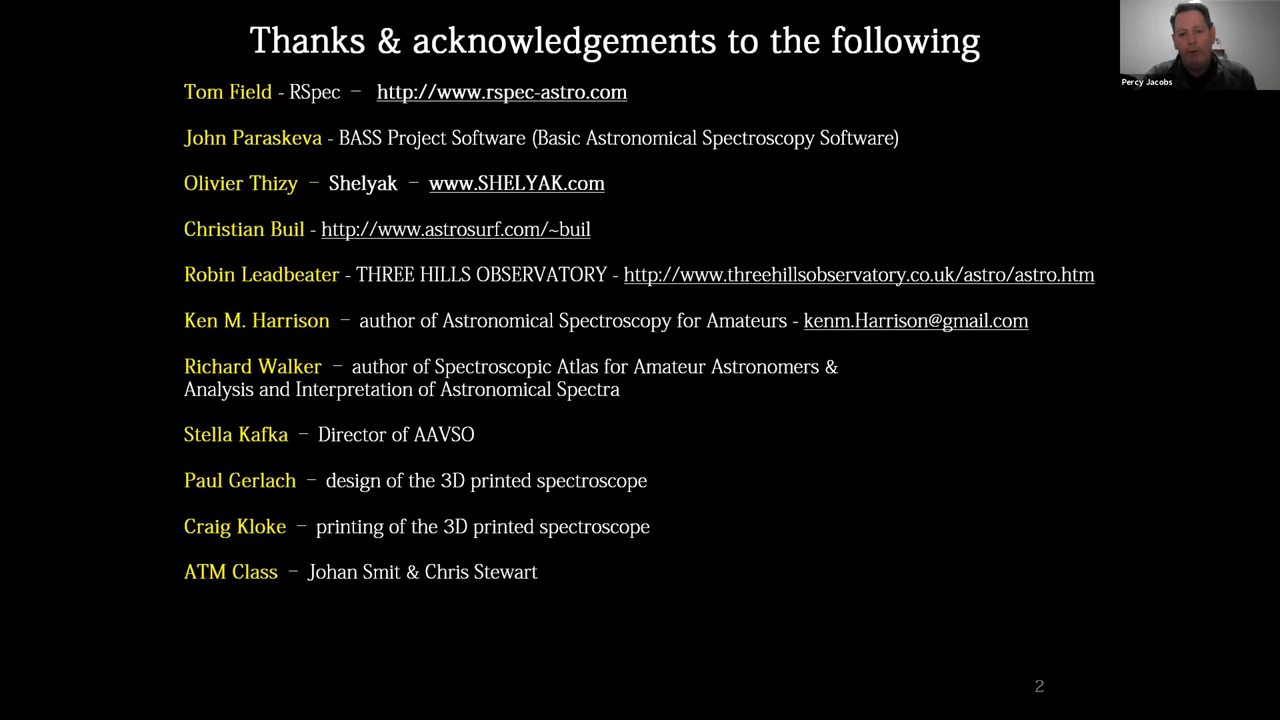 Thanks & acknowledgements to the following
Percy Jacobs
Tom Field - RSpec – http://www.rspec-astro.com
John Paraskeva - BASS Project Software (Basic Astronomical Spectroscopy Software)
Olivier Thizy – Shelyak – www.SHELYAK.com
Christian Buil - http://www.astrosurf.com/~buil
Robin Leadbeater - THREE HILLS OBSERVATORY - http://www.threehillsobservatory.co.uk/astro/astro.htm
Ken M. Harrison – author of Astronomical Spectroscopy for Amateurs - kenm.Harrison@gmail.com
Richard Walker – author of Spectroscopic Atlas for Amateur Astronomers &
Analysis and Interpretation of Astronomical Spectra
Stella Kafka – Director of AAVSO
Paul Gerlach – design of the 3D printed spectroscope
Craig Kloke – printing of the 3D printed spectroscope
ATM Class – Johan Smit & Chris Stewart
2